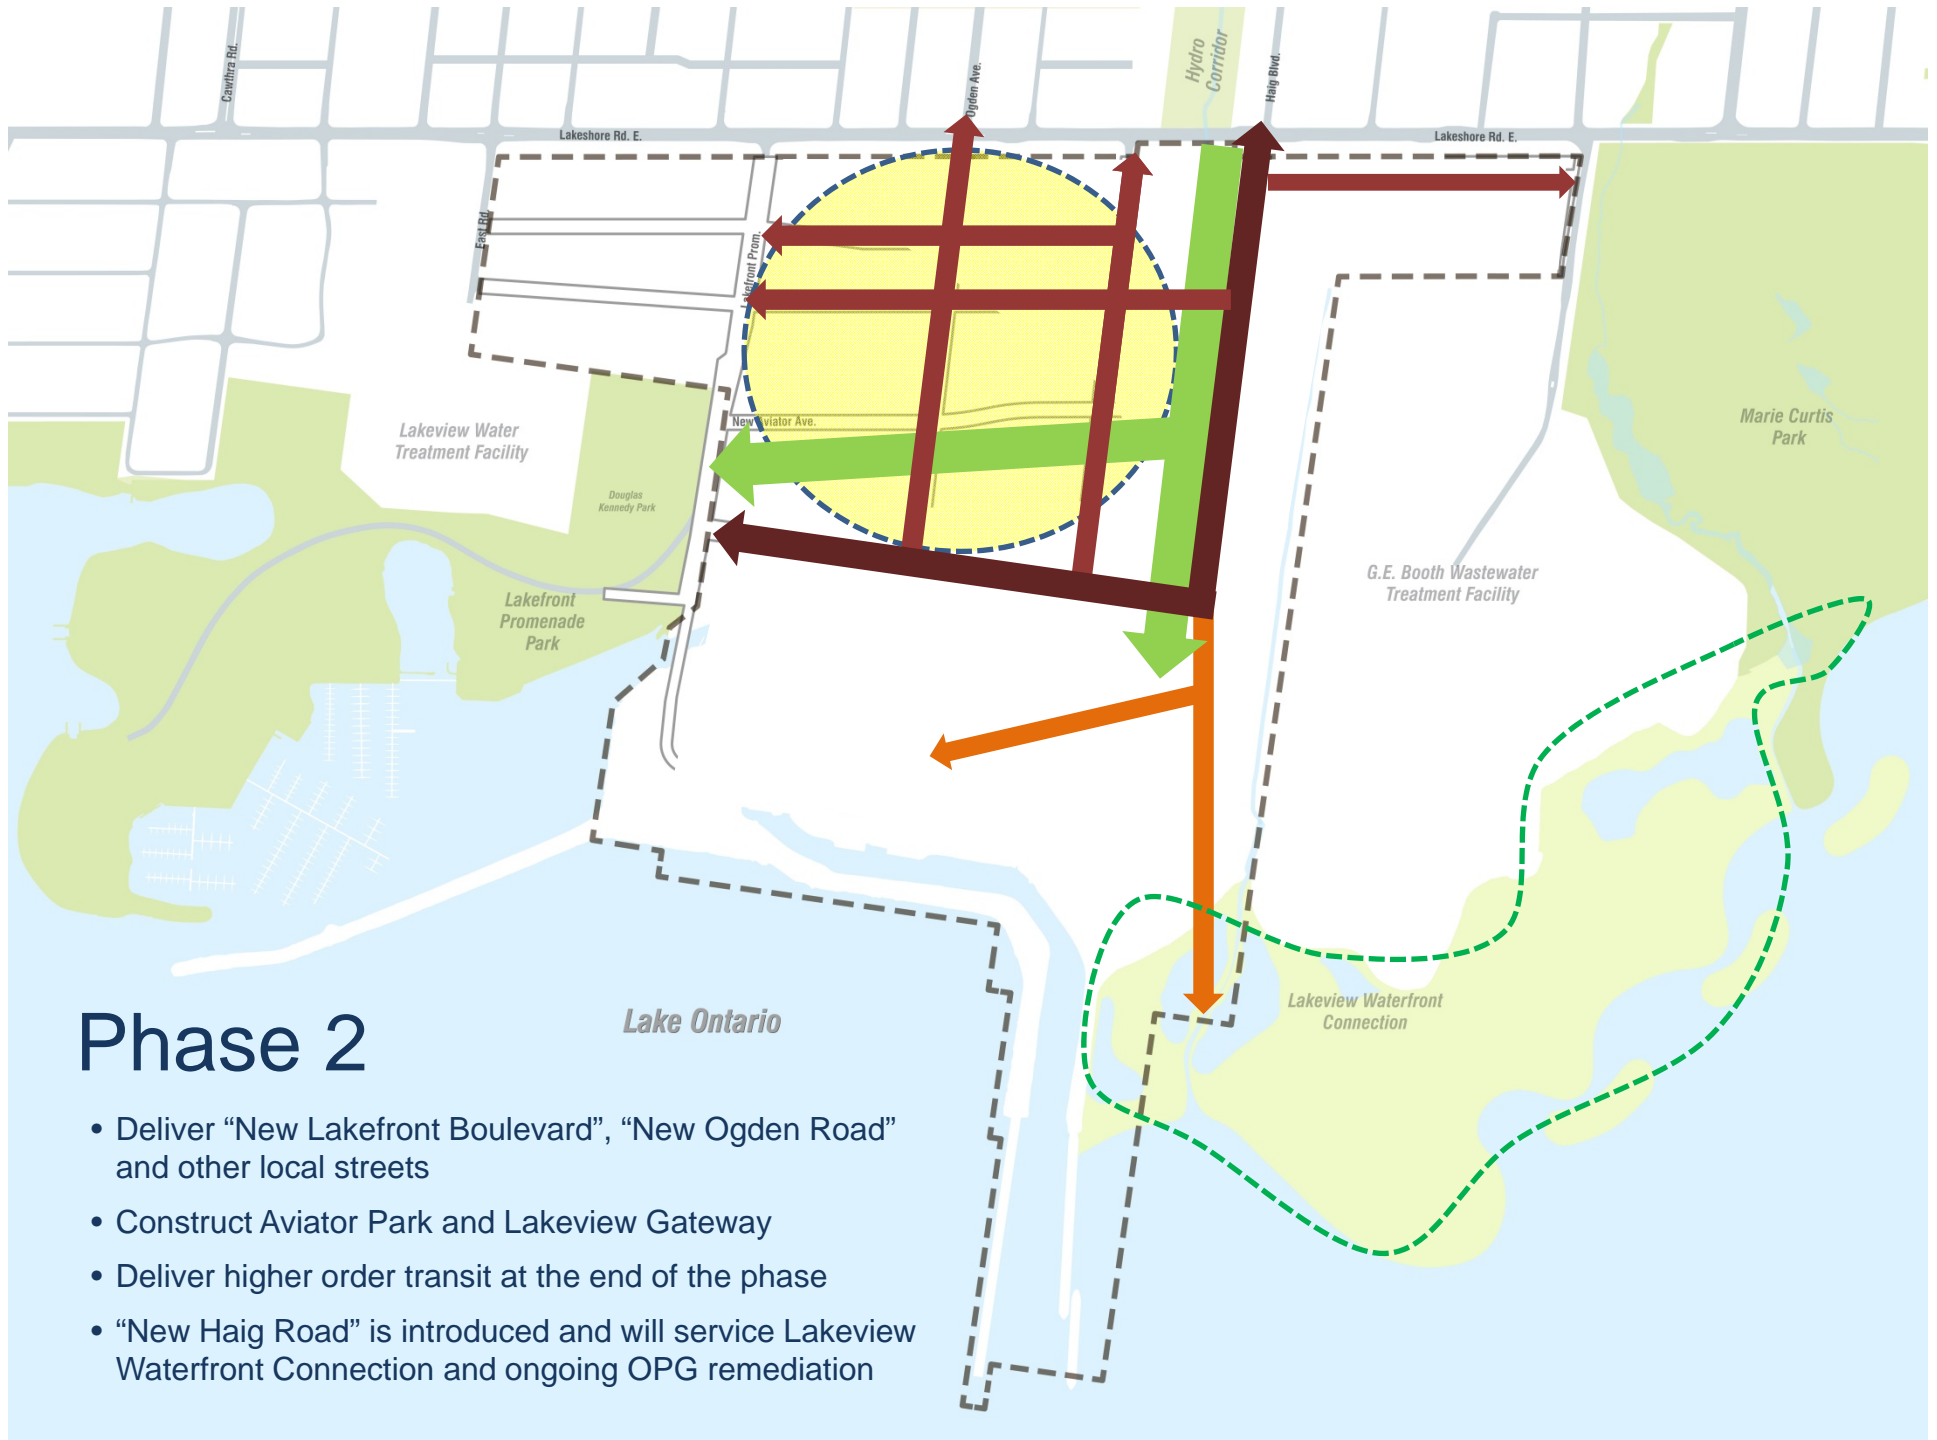 Cawthra Rd.
Ogden Ave.
Hydro
Corridor
Haig Blvd.
Lakeshore Rd. E.
Lakeshore Rd. E.
East Rd.
Lakefront Prom.
New Aviator Ave.
Lakeview Water
Treatment Facility
Douglas
Kennedy Park
Marie Curtis
Park
Lakefront
Promenade
Park
G.E. Booth Wastewater
Treatment Facility
Lake Ontario
Lakeview Waterfront
Connection
Phase 2
• Deliver “New Lakefront Boulevard”, “New Ogden Road”
and other local streets
• Construct Aviator Park and Lakeview Gateway
• Deliver higher order transit at the end of the phase
• “New Haig Road” is introduced and will service Lakeview
Waterfront Connection and ongoing OPG remediation